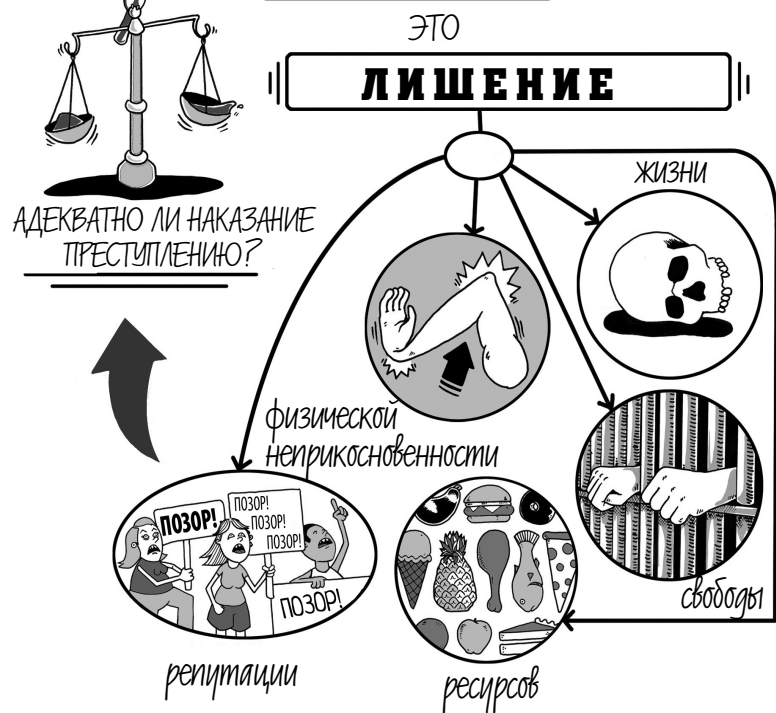 ЭТО
ЛИШЕНИЕ
АДЕКВАТНО ЛИ НАКАЗАНИЕ
ПРЕСТУПЛЕНИЮ?
ЖИЗНИ
физической
неприкосновенности
свободы
ПОЗОР!
ПОЗОР!
ПОЗОР!
ПОЗОР!
ПОЗОР!
репутации
ресурсов